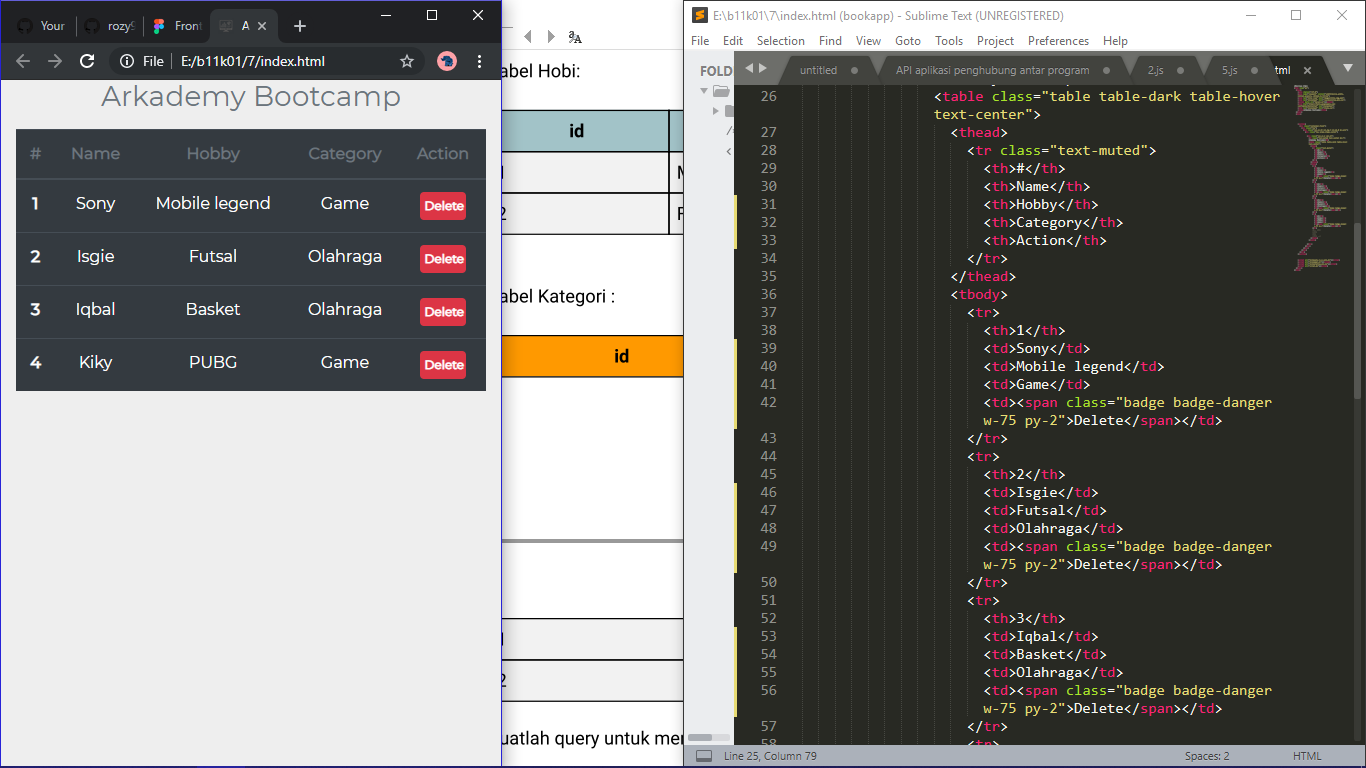 Your
rozy9
Front
A
File
E:/b11k01/7/index.html
Arkademy Bootcamp
# Name Hobby Category Action
1 Sony Mobile legend Game Delete
2 Isgie Futsal Olahraga Delete
3 Iqbal Basket Olahraga Delete
4 Kiky PUBG Game Delete
abel Hobi:
id
2
abel Kategori :
id
2
uatlah query untuk me
E:\b11k01\7\index.html (bookapp) - Sublime Text (UNREGISTERED)
File Edit Selection Find View Goto Tools Project Preferences Help
FOLD
untitled
API aplikasi penghubung antar program
2.js
5.js
tml
26 <table class="table table-dark table-hover
text-center">
27 <thead>
28 <tr class="text-muted">
29 <th>#</th>
30 <th>Name</th>
31 <th>Hobby</th>
32 <th>Category</th>
33 <th>Action</th>
34 </tr>
35 </thead>
36 <tbody>
37 <tr>
38 <th>1</th>
39 <td>Sony</td>
40 <td>Mobile legend</td>
41 <td>Game</td>
42 <td><span class="badge badge-danger
w-75 py-2">Delete</span></td>
43 </tr>
44 <tr>
45 <th>2</th>
46 <td>Isgie</td>
47 <td>Futsal</td>
48 <td>Olahraga</td>
49 <td><span class="badge badge-danger
w-75 py-2">Delete</span></td>
50 </tr>
51 <tr>
52 <th>3</th>
53 <td>Iqbal</td>
54 <td>Basket</td>
55 <td>Olahraga</td>
56 <td><span class="badge badge-danger
w-75 py-2">Delete</span></td>
57 </tr>
58 <tr>
Line 25, Column 79
Spaces: 2
HTML